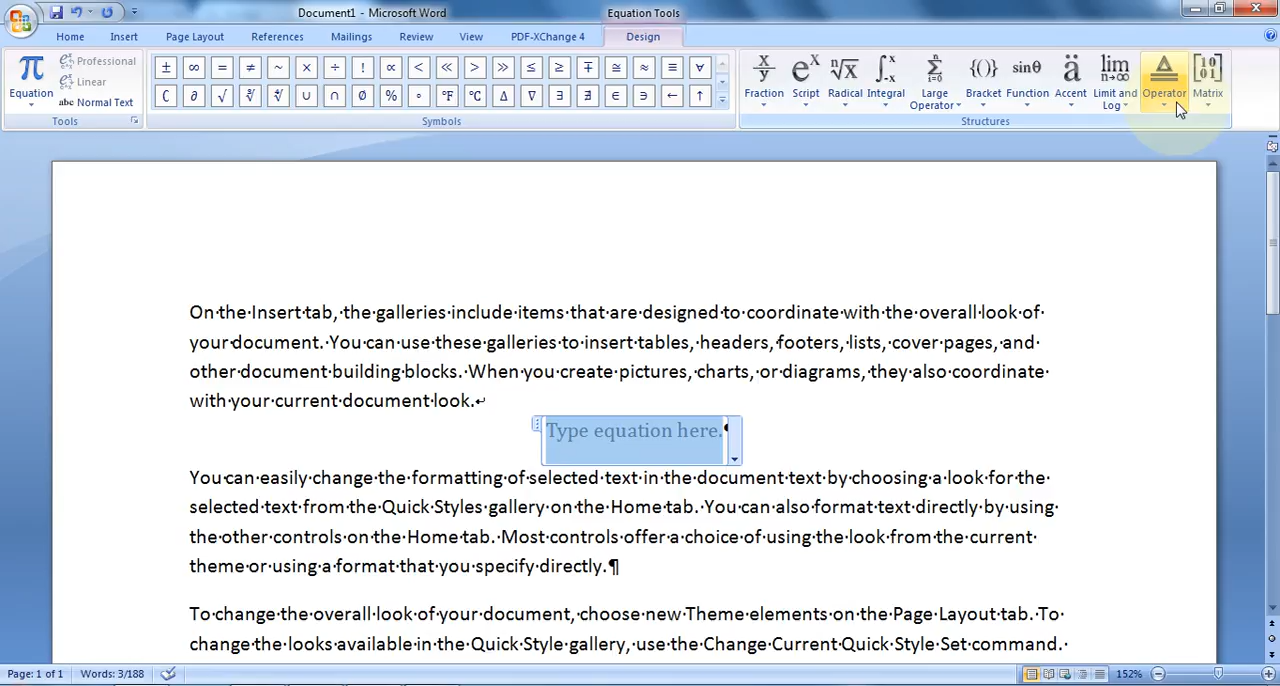 Document1 - Microsoft Word
Equation Tools
Home Insert Page Layout References Mailings Review View PDF-XChange 4 Design
π
Equation
Professional
Linear
abc Normal Text
Tools
± ∞ = ≠ ~ × ÷ ! ∝ < ≪ > ≫ ≤ ≥ ∓ ≅ ≈ ≡ ∀
∁ ∂ √ ∛ ∜ ∪ ∩ ∅ % ° °F °C ∆ ∇ ∃ ∄ ∈ ∋ ← ↑
Symbols
Fraction
Script
Radical
Integral
Large Operator
Bracket
Function
Accent
Limit and Log
Operator
Matrix
Structures
On·the·Insert·tab,·the·galleries·include·items·that·are·designed·to·coordinate·with·the·overall·look·of·
your·document.·You·can·use·these·galleries·to·insert·tables,·headers,·footers,·lists,·cover·pages,·and·
other·document·building·blocks.·When·you·create·pictures,·charts,·or·diagrams,·they·also·coordinate·
with·your·current·document·look.↵
Type equation here.
You·can·easily·change·the·formatting·of·selected·text·in·the·document·text·by·choosing·a·look·for·the·
selected·text·from·the·Quick·Styles·gallery·on·the·Home·tab.·You·can·also·format·text·directly·by·using·
the·other·controls·on·the·Home·tab.·Most·controls·offer·a·choice·of·using·the·look·from·the·current·
theme·or·using·a·format·that·you·specify·directly.¶
To·change·the·overall·look·of·your·document,·choose·new·Theme·elements·on·the·Page·Layout·tab.·To·
change·the·looks·available·in·the·Quick·Style·gallery,·use·the·Change·Current·Quick·Style·Set·command.·
Page: 1 of 1 Words: 3/188 152%